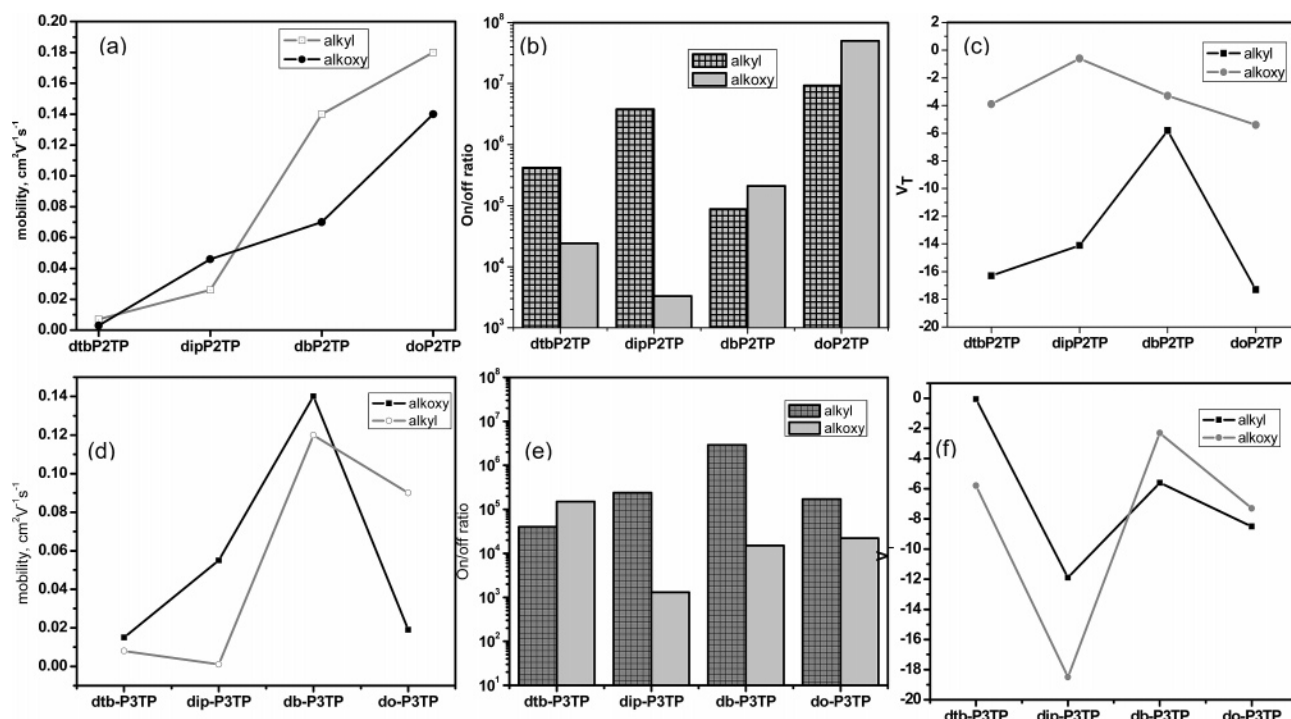 (a)
alkyl
alkoxy
mobility, cm²V⁻¹s⁻¹
0.20
0.18
0.16
0.14
0.12
0.10
0.08
0.06
0.04
0.02
0.00
dtbP2TP dipP2TP dbP2TP doP2TP
(b)
alkyl
alkoxy
On/off ratio
10⁸
10⁷
10⁶
10⁵
10⁴
10³
dtbP2TP dipP2TP dbP2TP doP2TP
(c)
alkyl
alkoxy
V_T
2
0
-2
-4
-6
-8
-10
-12
-14
-16
-18
-20
dtbP2TP dipP2TP dbP2TP doP2TP
(d)
alkoxy
alkyl
mobility, cm²V⁻¹s⁻¹
0.14
0.12
0.10
0.08
0.06
0.04
0.02
0.00
dtb-P3TP dip-P3TP db-P3TP do-P3TP
(e)
alkyl
alkoxy
On/off ratio
10⁸
10⁷
10⁶
10⁵
10⁴
10³
10²
10¹
dtb-P3TP dip-P3TP db-P3TP do-P3TP
(f)
alkyl
alkoxy
0
-2
-4
-6
-8
-10
-12
-14
-16
-18
-20
dtb-P3TP dip-P3TP db-P3TP do-P3TP